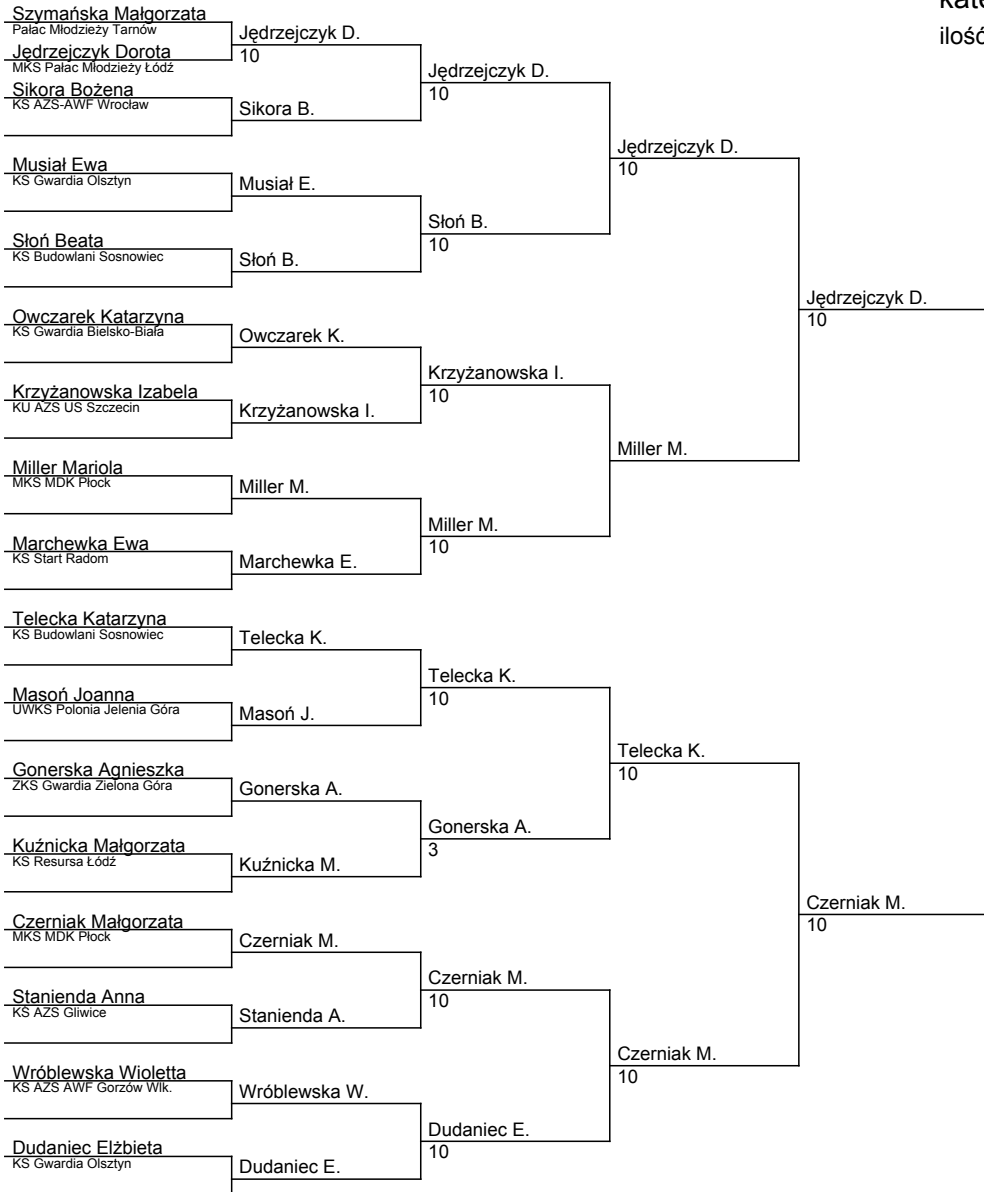 kate
ilość
Szymańska Małgorzata
Pałac Młodzieży Tarnów
Jędrzejczyk Dorota
MKS Pałac Młodzieży Łódź
Sikora Bożena
KS AZS-AWF Wrocław
Musiał Ewa
KS Gwardia Olsztyn
Słoń Beata
KS Budowlani Sosnowiec
Owczarek Katarzyna
KS Gwardia Bielsko-Biała
Krzyżanowska Izabela
KU AZS US Szczecin
Miller Mariola
MKS MDK Płock
Marchewka Ewa
KS Start Radom
Telecka Katarzyna
KS Budowlani Sosnowiec
Masoń Joanna
UWKS Polonia Jelenia Góra
Gonerska Agnieszka
ZKS Gwardia Zielona Góra
Kuźnicka Małgorzata
KS Resursa Łódź
Czerniak Małgorzata
MKS MDK Płock
Stanienda Anna
KS AZS Gliwice
Wróblewska Wioletta
KS AZS AWF Gorzów Wlk.
Dudaniec Elżbieta
KS Gwardia Olsztyn
Jędrzejczyk D.
10
Sikora B.
Musiał E.
Słoń B.
Owczarek K.
Krzyżanowska I.
Miller M.
Marchewka E.
Telecka K.
Masoń J.
Gonerska A.
Kuźnicka M.
Czerniak M.
Stanienda A.
Wróblewska W.
Dudaniec E.
Jędrzejczyk D.
10
Słoń B.
10
Krzyżanowska I.
10
Miller M.
10
Telecka K.
10
Gonerska A.
3
Czerniak M.
10
Dudaniec E.
10
Jędrzejczyk D.
10
Miller M.
Telecka K.
10
Czerniak M.
10
Jędrzejczyk D.
10
Czerniak M.
10